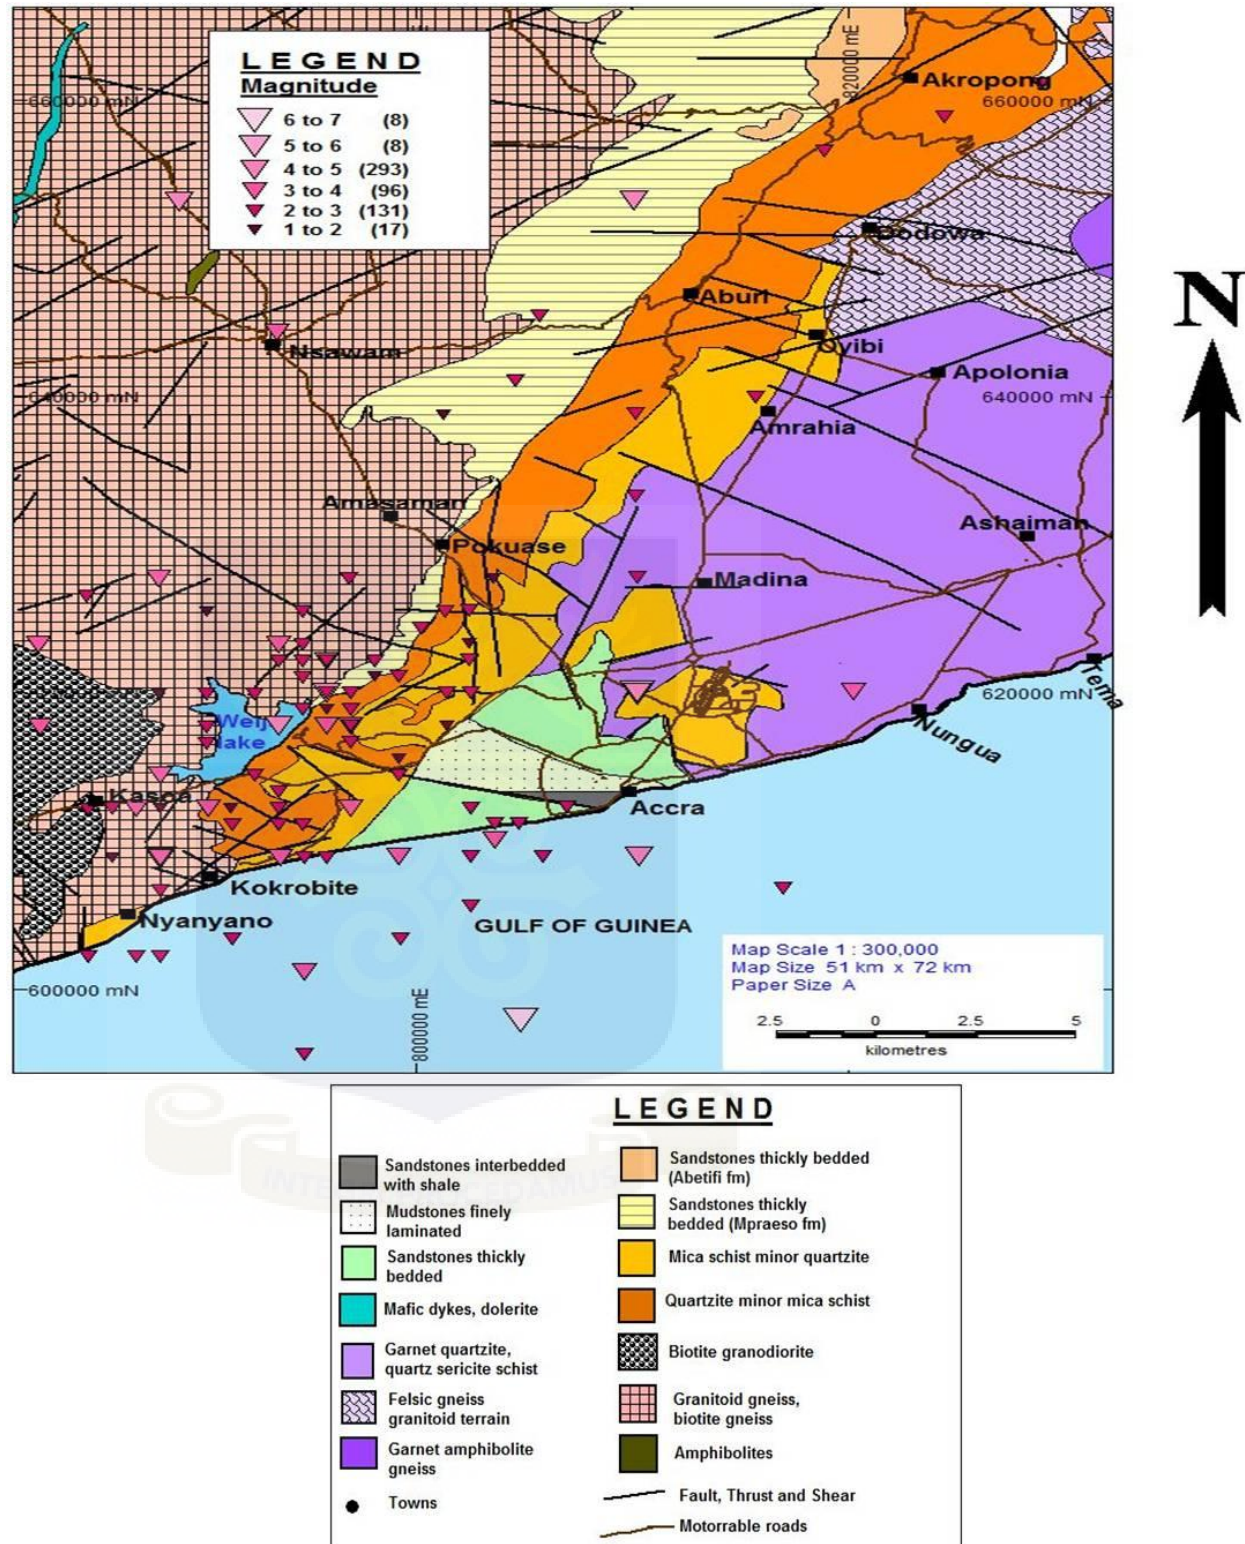 LEGEND
Magnitude
6 to 7 (8)
5 to 6 (8)
4 to 5 (293)
3 to 4 (96)
2 to 3 (131)
1 to 2 (17)
820000 mE
Akropong
660000 mN
660000 mN
Dodowa
N
Aburi
Oyibi
Nsawam
Apolonia
640000 mN
640000 mN
Amrahia
Amasaman
Ashaiman
Pokuase
Madina
620000 mN
Tema
Weij
lake
Nungua
Kasoa
Accra
Kokrobite
Nyanyano
GULF OF GUINEA
600000 mN
800000 mE
Map Scale 1 : 300,000
Map Size 51 km x 72 km
Paper Size A
2.5 0 2.5 5
kilometres
LEGEND
Sandstones interbedded
with shale
Mudstones finely
laminated
Sandstones thickly
bedded
Mafic dykes, dolerite
Garnet quartzite,
quartz sericite schist
Felsic gneiss
granitoid terrain
Garnet amphibolite
gneiss
Towns
Sandstones thickly bedded
(Abetifi fm)
Sandstones thickly
bedded (Mpraeso fm)
Mica schist minor quartzite
Quartzite minor mica schist
Biotite granodiorite
Granitoid gneiss,
biotite gneiss
Amphibolites
Fault, Thrust and Shear
Motorrable roads